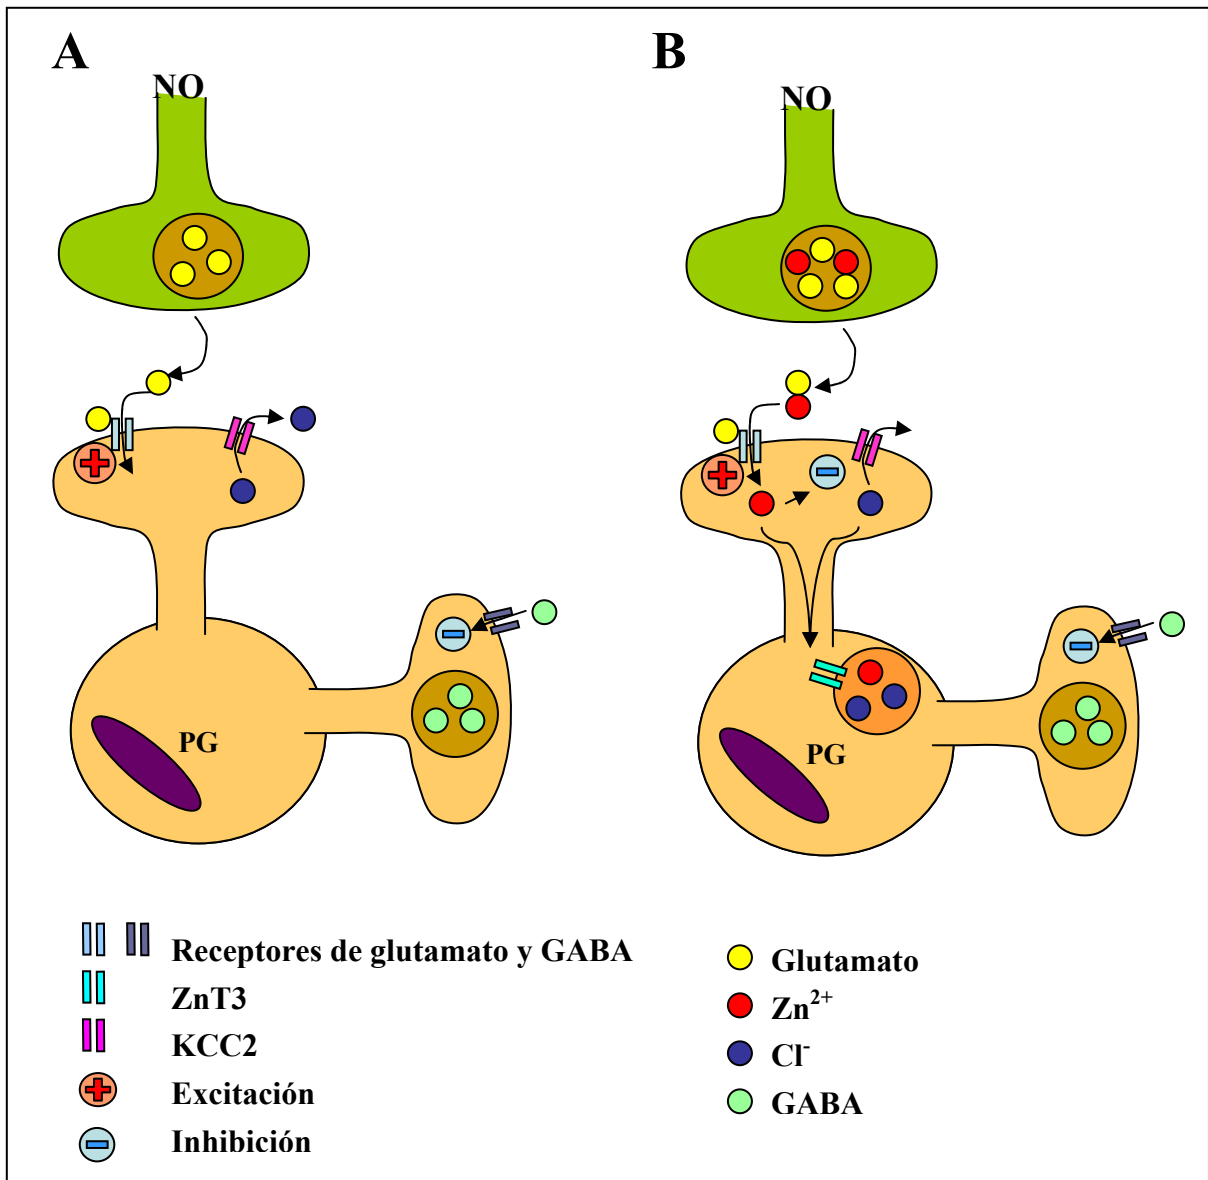 A
B
NO
NO
PG
PG
Receptores de glutamato y GABA
ZnT3
KCC2
Excitación
Inhibición
Glutamato
Zn²⁺
Cl⁻
GABA